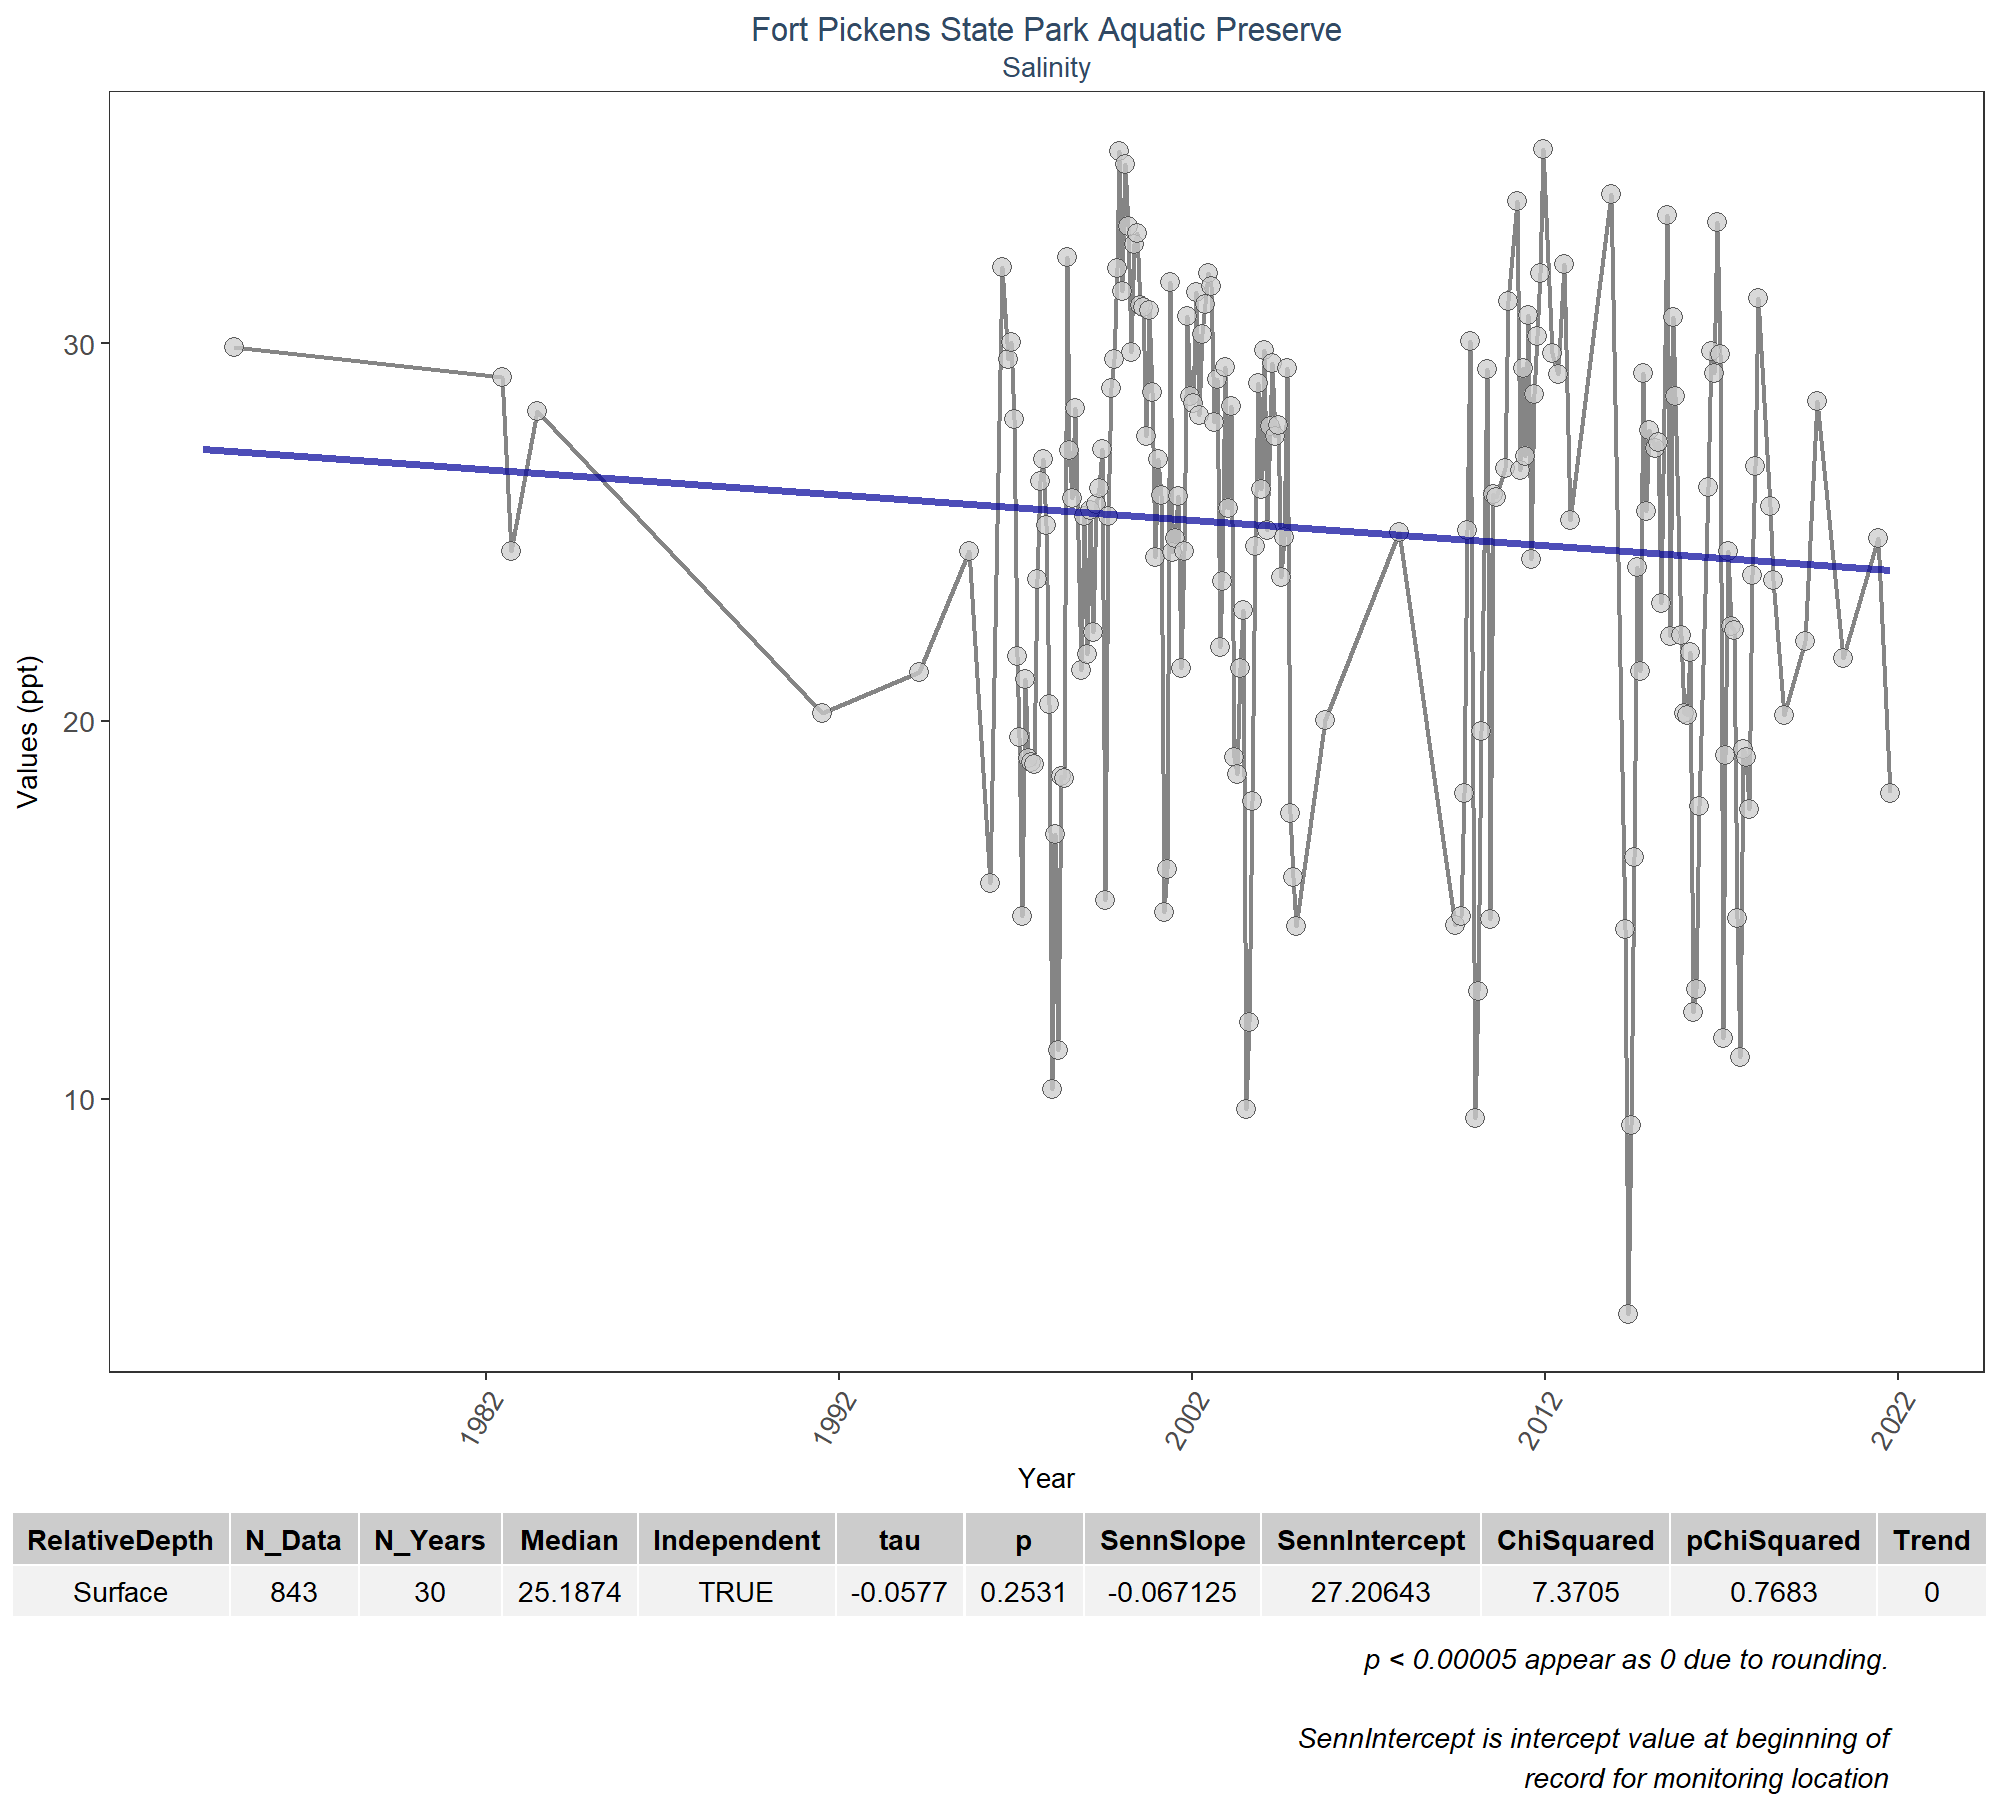 Fort Pickens State Park Aquatic Preserve
Salinity
Values (ppt)
30
20
10
1982 1992 2002 2012 2022
Year
RelativeDepth N_Data N_Years Median Independent tau p SennSlope SennIntercept ChiSquared pChiSquared Trend
Surface 843 30 25.1874 TRUE -0.0577 0.2531 -0.067125 27.20643 7.3705 0.7683 0
p < 0.00005 appear as 0 due to rounding.
SennIntercept is intercept value at beginning of
record for monitoring location